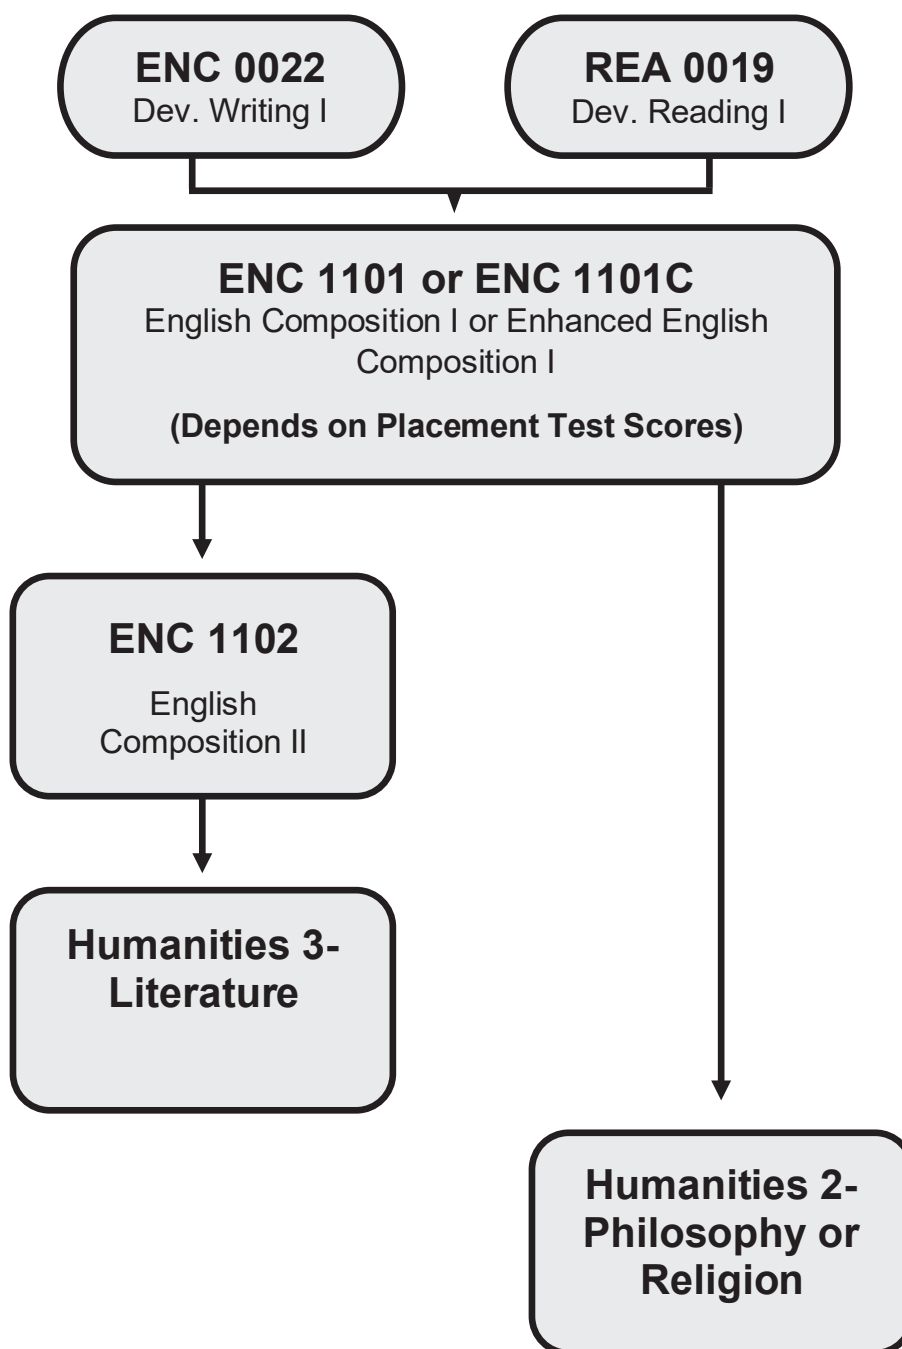 ENC 0022
Dev. Writing I
REA 0019
Dev. Reading I
ENC 1101 or ENC 1101C
English Composition I or Enhanced English
Composition I
(Depends on Placement Test Scores)
ENC 1102
English
Composition II
Humanities 3-
Literature
Humanities 2-
Philosophy or
Religion